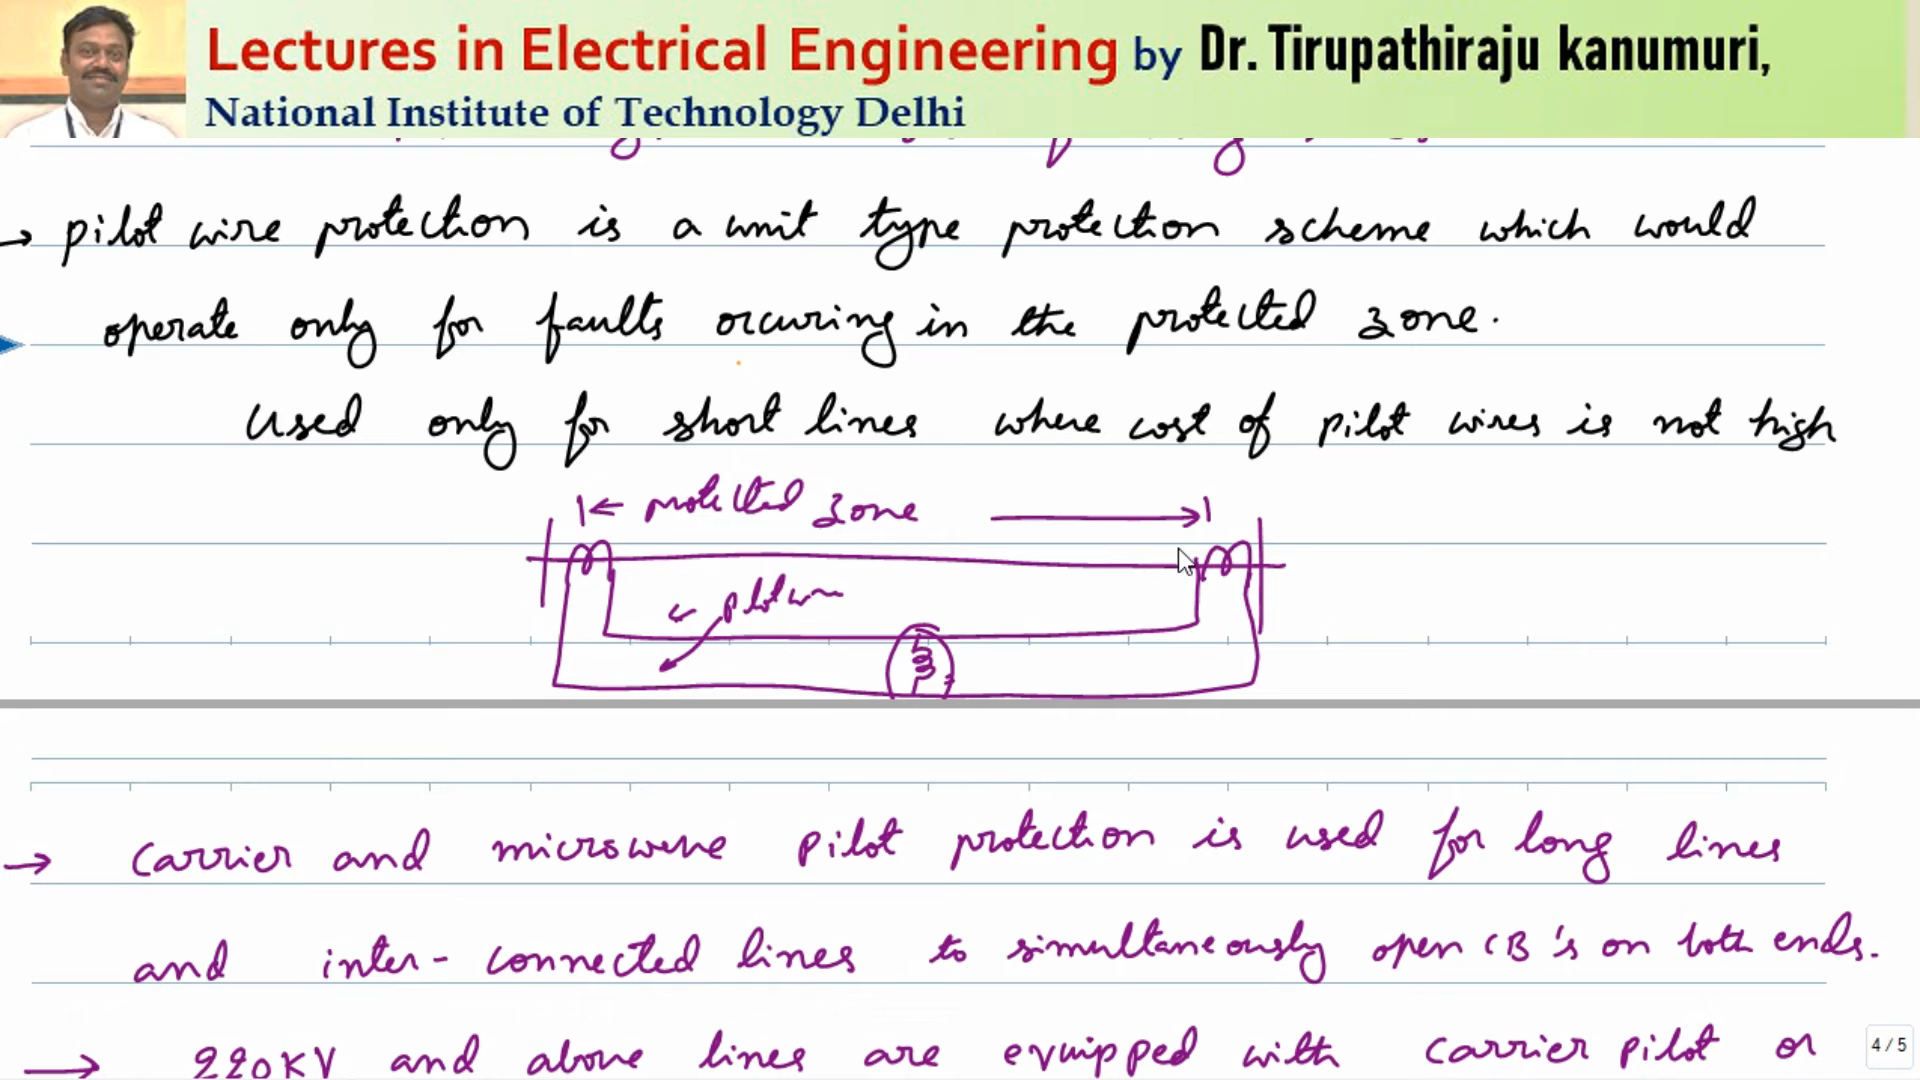 Lectures in Electrical Engineering by Dr. Tirupathiraju kanumuri,
National Institute of Technology Delhi
→ pilot wire protection is a unit type protection scheme which would
operate only for faults occuring in the protected zone.
Used only for short lines where cost of pilot wires is not high
← protected zone →
pilot wire
→ Carrier and microwave pilot protection is used for long lines
and inter-connected lines to simultaneously open CB's on both ends.
→ 220KV and above lines are equipped with carrier pilot or
4 / 5